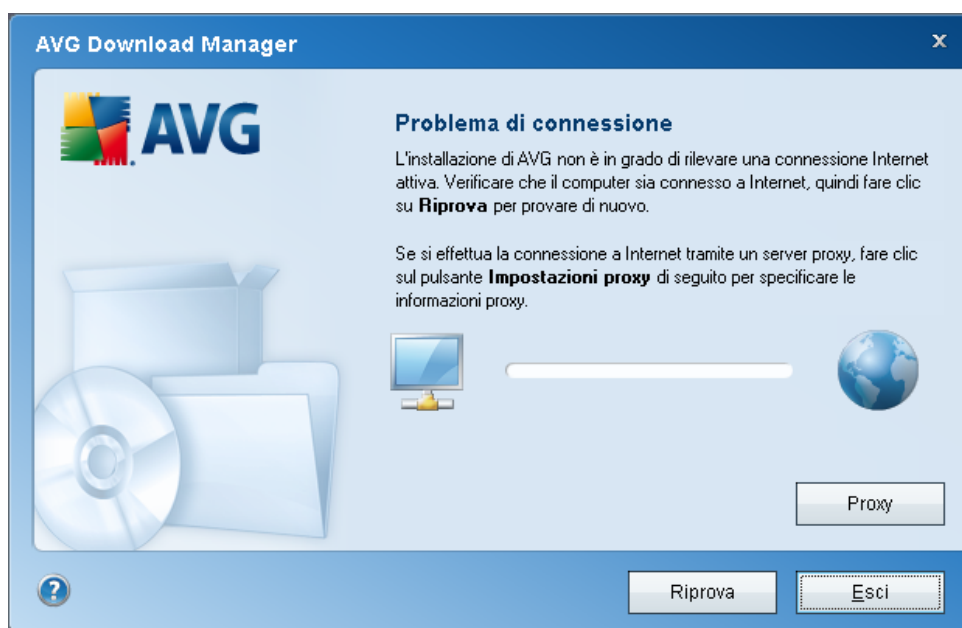 AVG Download Manager
x
AVG
Problema di connessione
L'installazione di AVG non è in grado di rilevare una connessione Internet
attiva. Verificare che il computer sia connesso a Internet, quindi fare clic
su Riprova per provare di nuovo.
Se si effettua la connessione a Internet tramite un server proxy, fare clic
sul pulsante Impostazioni proxy di seguito per specificare le
informazioni proxy.
Proxy
?
Riprova
Esci